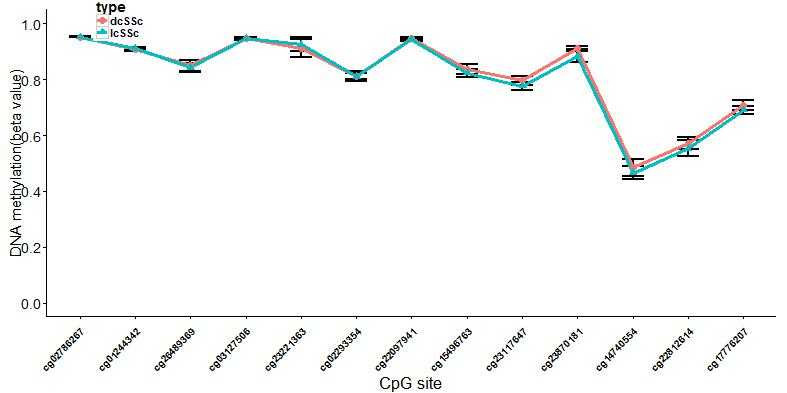 type
dcSSc
lcSSc
DNA methylation(beta value)
1.0
0.8
0.6
0.4
0.2
0.0
cg02786267
cg01244342
cg26489369
cg03127506
cg23221363
cg02293354
cg22097941
cg15496763
cg23117647
cg23870181
cg14740554
cg22812614
cg17776207
CpG site